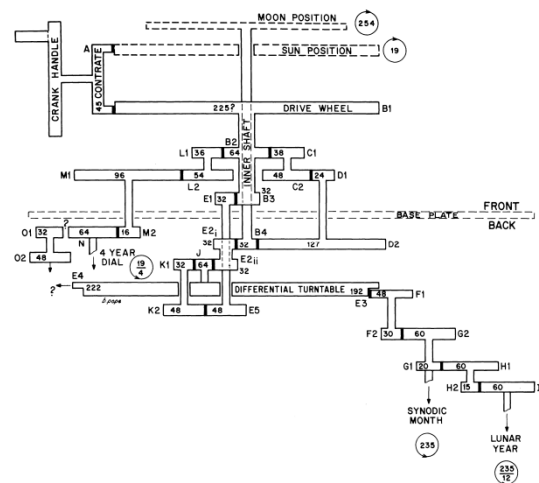 MOON POSITION
254
A
SUN POSITION
19
CRANK HANDLE
CONTRATE
45
225?
DRIVE WHEEL
B1
INNER SHAFT
B2
L1
36
64
38
C1
M1
96
54
48
24
D1
L2
C2
E1
32
32
B3
FRONT
BASE PLATE
BACK
?
O1
32
64
16
M2
E2i
B4
N
32
32
127
D2
O2
48
4 YEAR
DIAL
19
4
J
E2ii
K1
32
64
32
E4
?
222
DIFFERENTIAL TURNTABLE
192
48
F1
E3
K2
48
48
E5
F2
30
60
G2
G1
20
60
H1
H2
15
60
I
SYNODIC
MONTH
235
LUNAR
YEAR
235
12